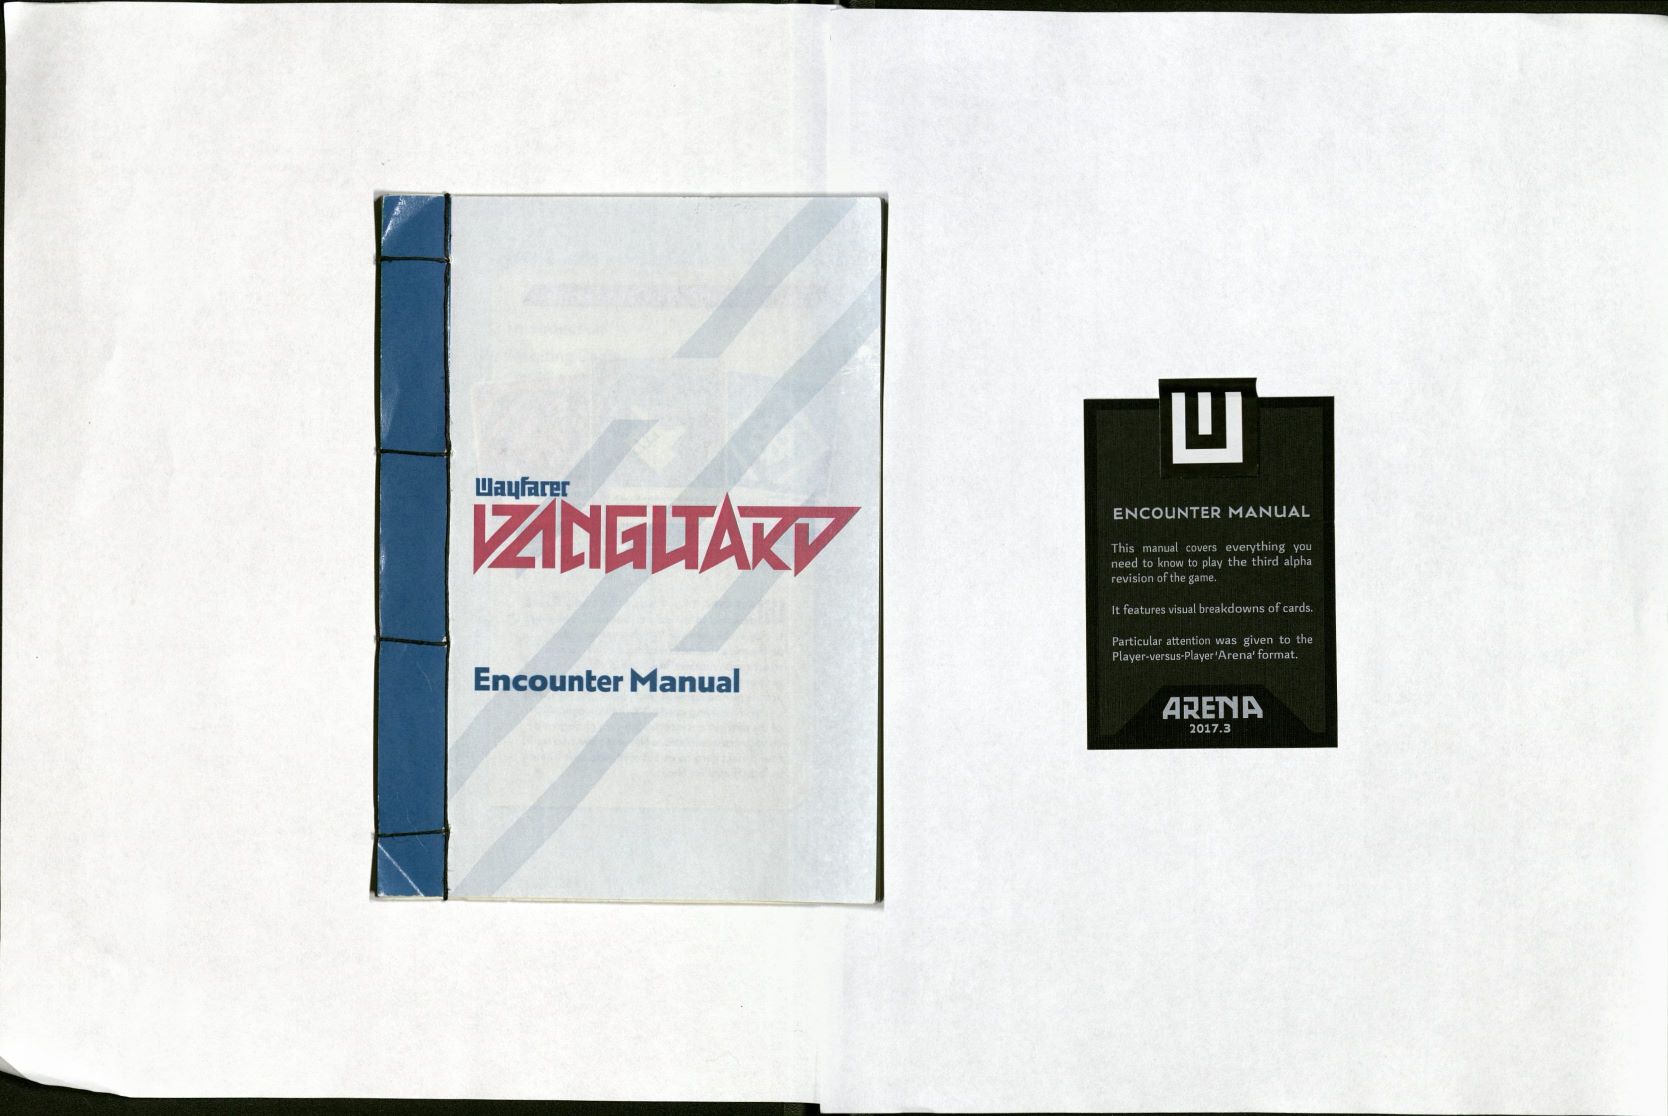 Wayfarer
VANGUARD
Encounter Manual
ENCOUNTER MANUAL
This manual covers everything you
need to know to play the third alpha
revision of the game.
It features visual breakdowns of cards.
Particular attention was given to the
Player-versus-Player 'Arena' format.
ARENA
2017.3